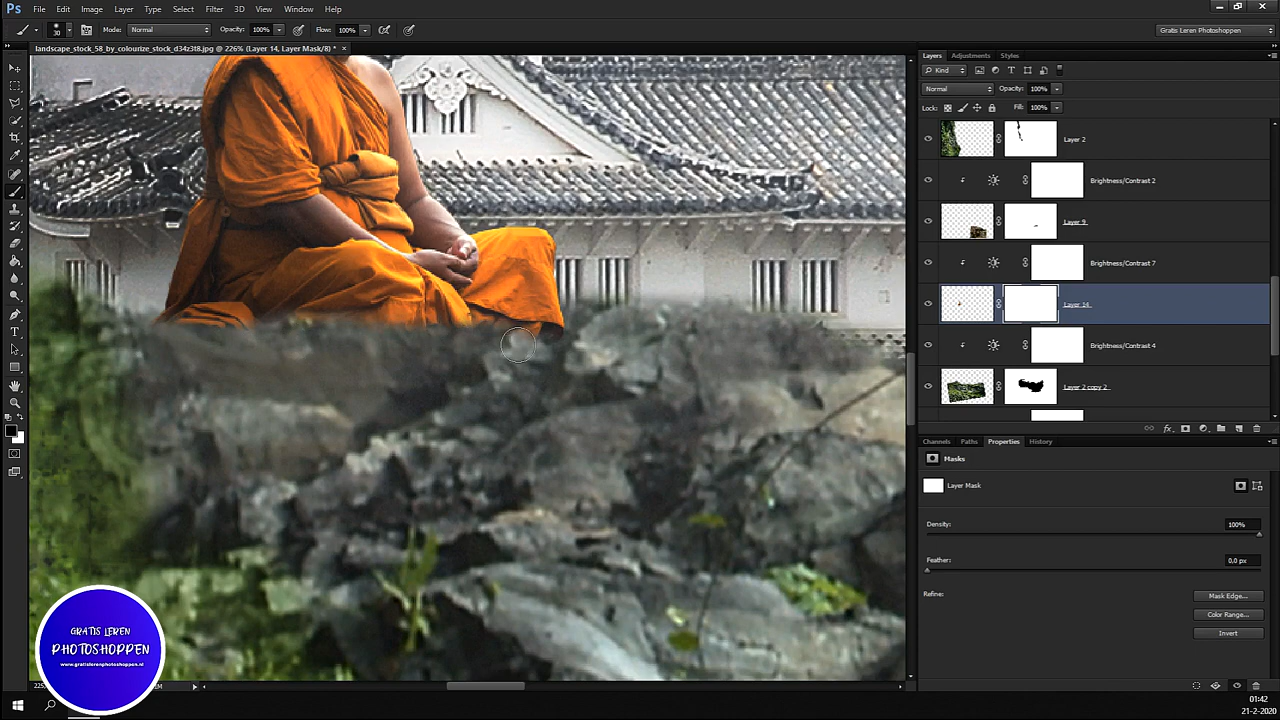 Ps File Edit Image Layer Type Select Filter 3D View Window Help
30 Mode: Normal Opacity: 100% Flow: 100% Gratis Leren Photoshoppen
landscape_stock_58_by_colourize_stock_d34z3t8.jpg @ 226% (Layer 14, Layer Mask/8) *
Layers Adjustments Styles
Kind
Normal Opacity: 100%
Lock: Fill: 100%
Layer 2
Brightness/Contrast 2
Layer 9
Brightness/Contrast 7
Layer 14
Brightness/Contrast 4
Layer 2 copy 2
Channels Paths Properties History
Masks
Layer Mask
Density: 100%
Feather: 0,0 px
Refine: Mask Edge...
Color Range...
Invert
GRATIS LEREN
PHOTOSHOPPEN
www.gratislerenphotoshoppen.nl
01:42
21-2-2020